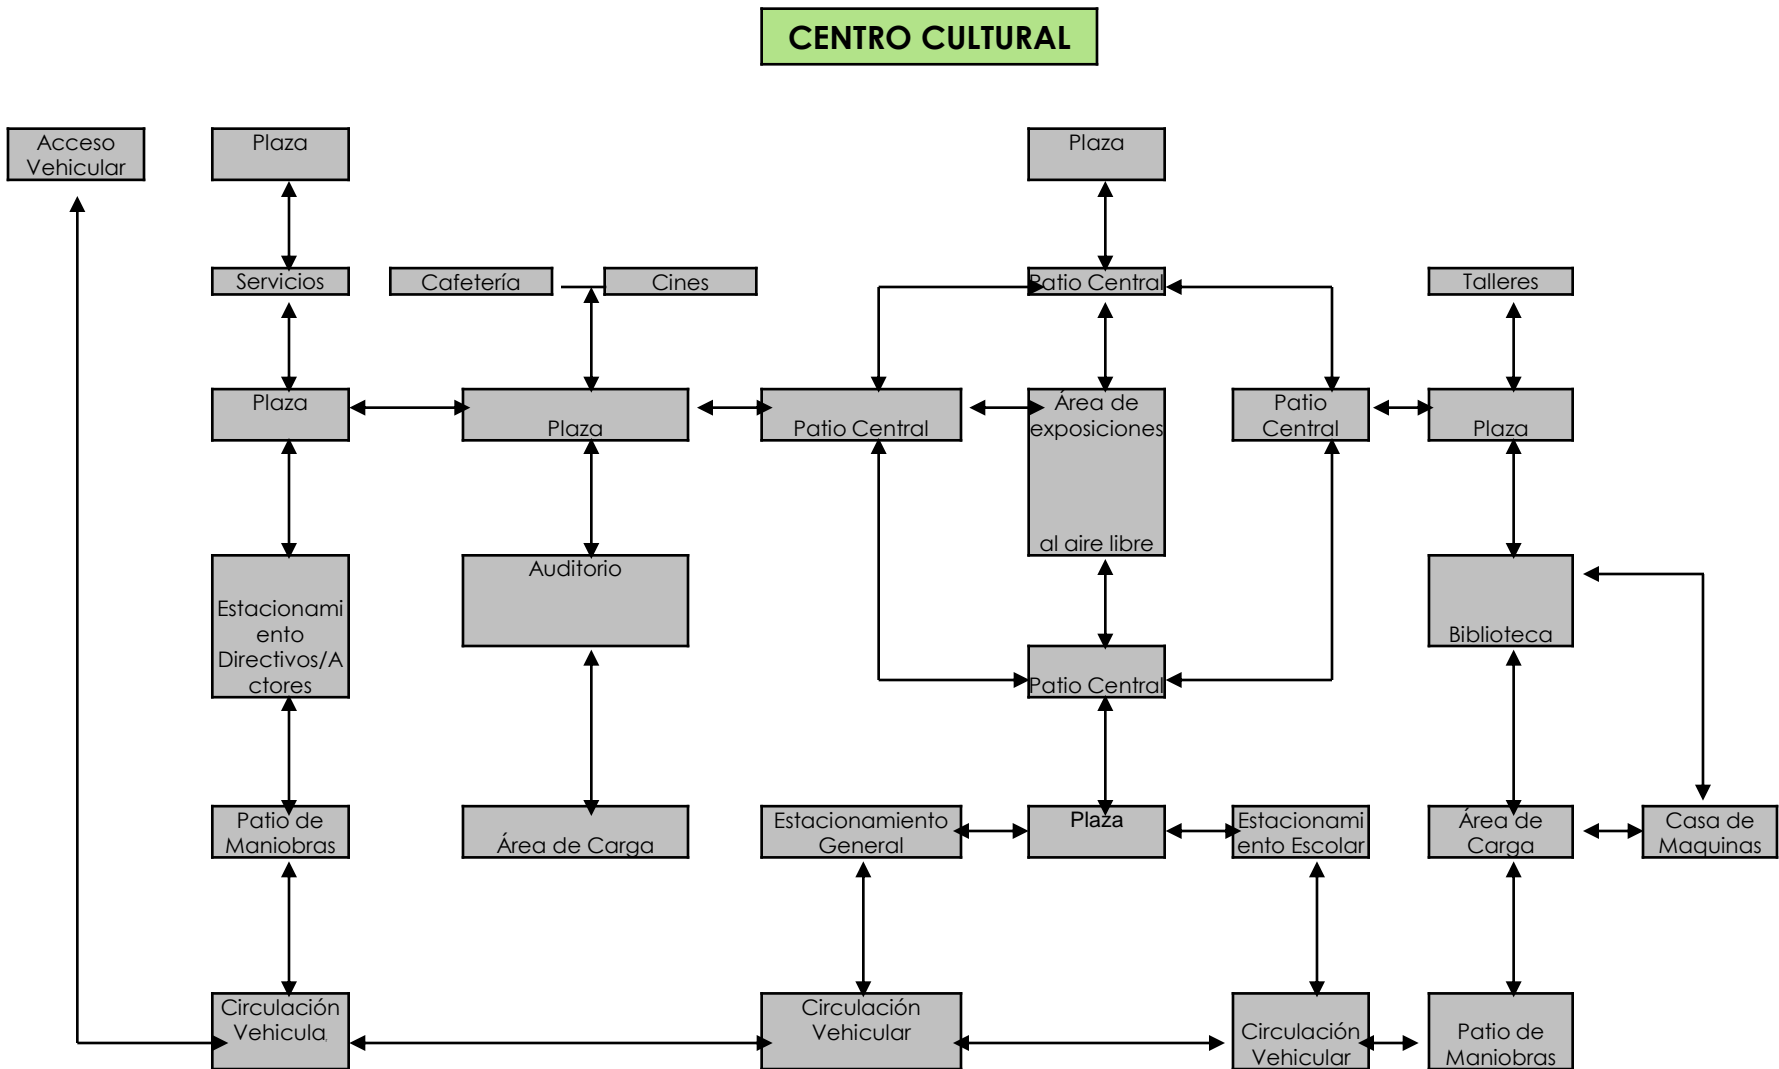 CENTRO CULTURAL
Acceso
Vehicular
Plaza
Plaza
Servicios
Cafetería
Cines
Patio Central
Talleres
Plaza
Plaza
Patio Central
Área de
exposiciones
al aire libre
Patio
Central
Plaza
Estacionami
ento
Directivos/A
ctores
Auditorio
Biblioteca
Patio Central
Patio de
Maniobras
Área de Carga
Estacionamiento
General
Plaza
Estacionami
ento Escolar
Área de
Carga
Casa de
Maquinas
Circulación
Vehicula
Circulación
Vehicular
Circulación
Vehicular
Patio de
Maniobras